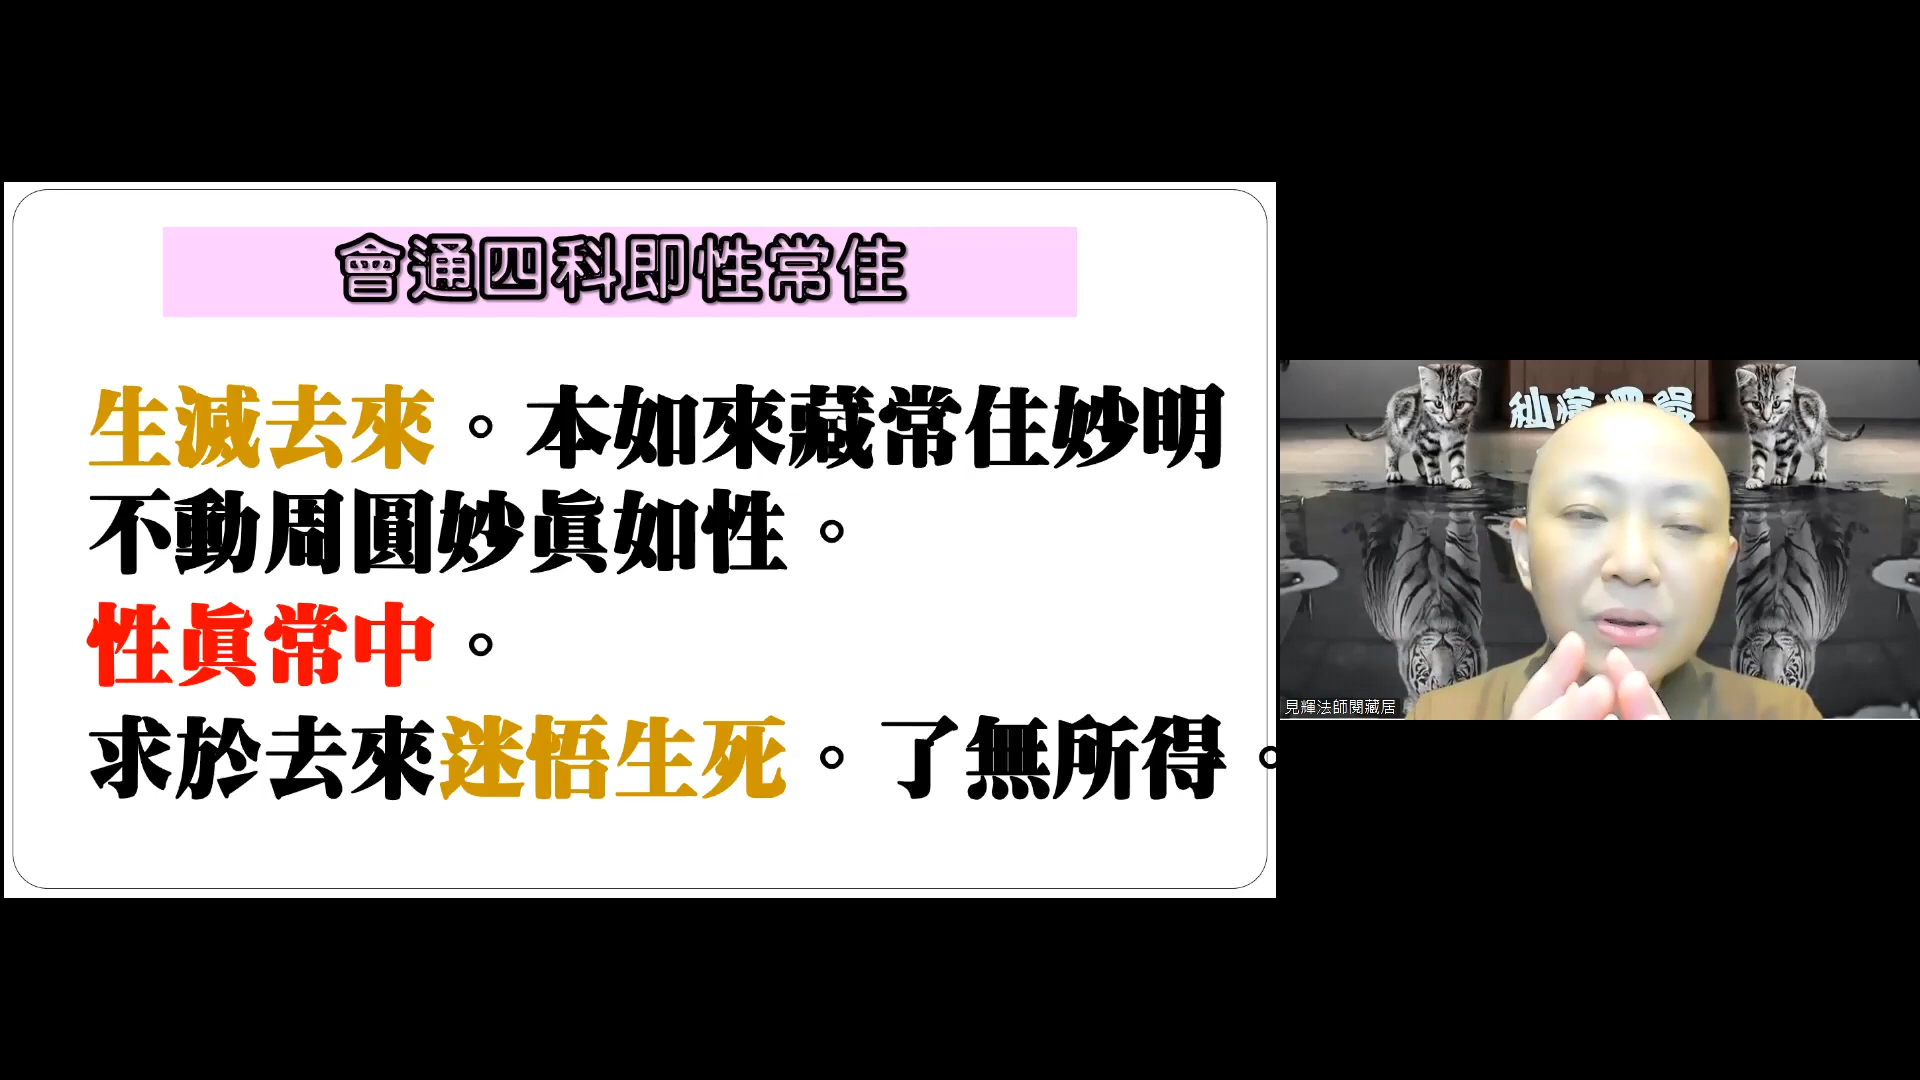 會通四科即性常住
生滅去來。本如來藏常住妙明
不動周圓妙眞如性。
性眞常中。
求於去來迷悟生死。了無所得。
見輝法師閱藏居